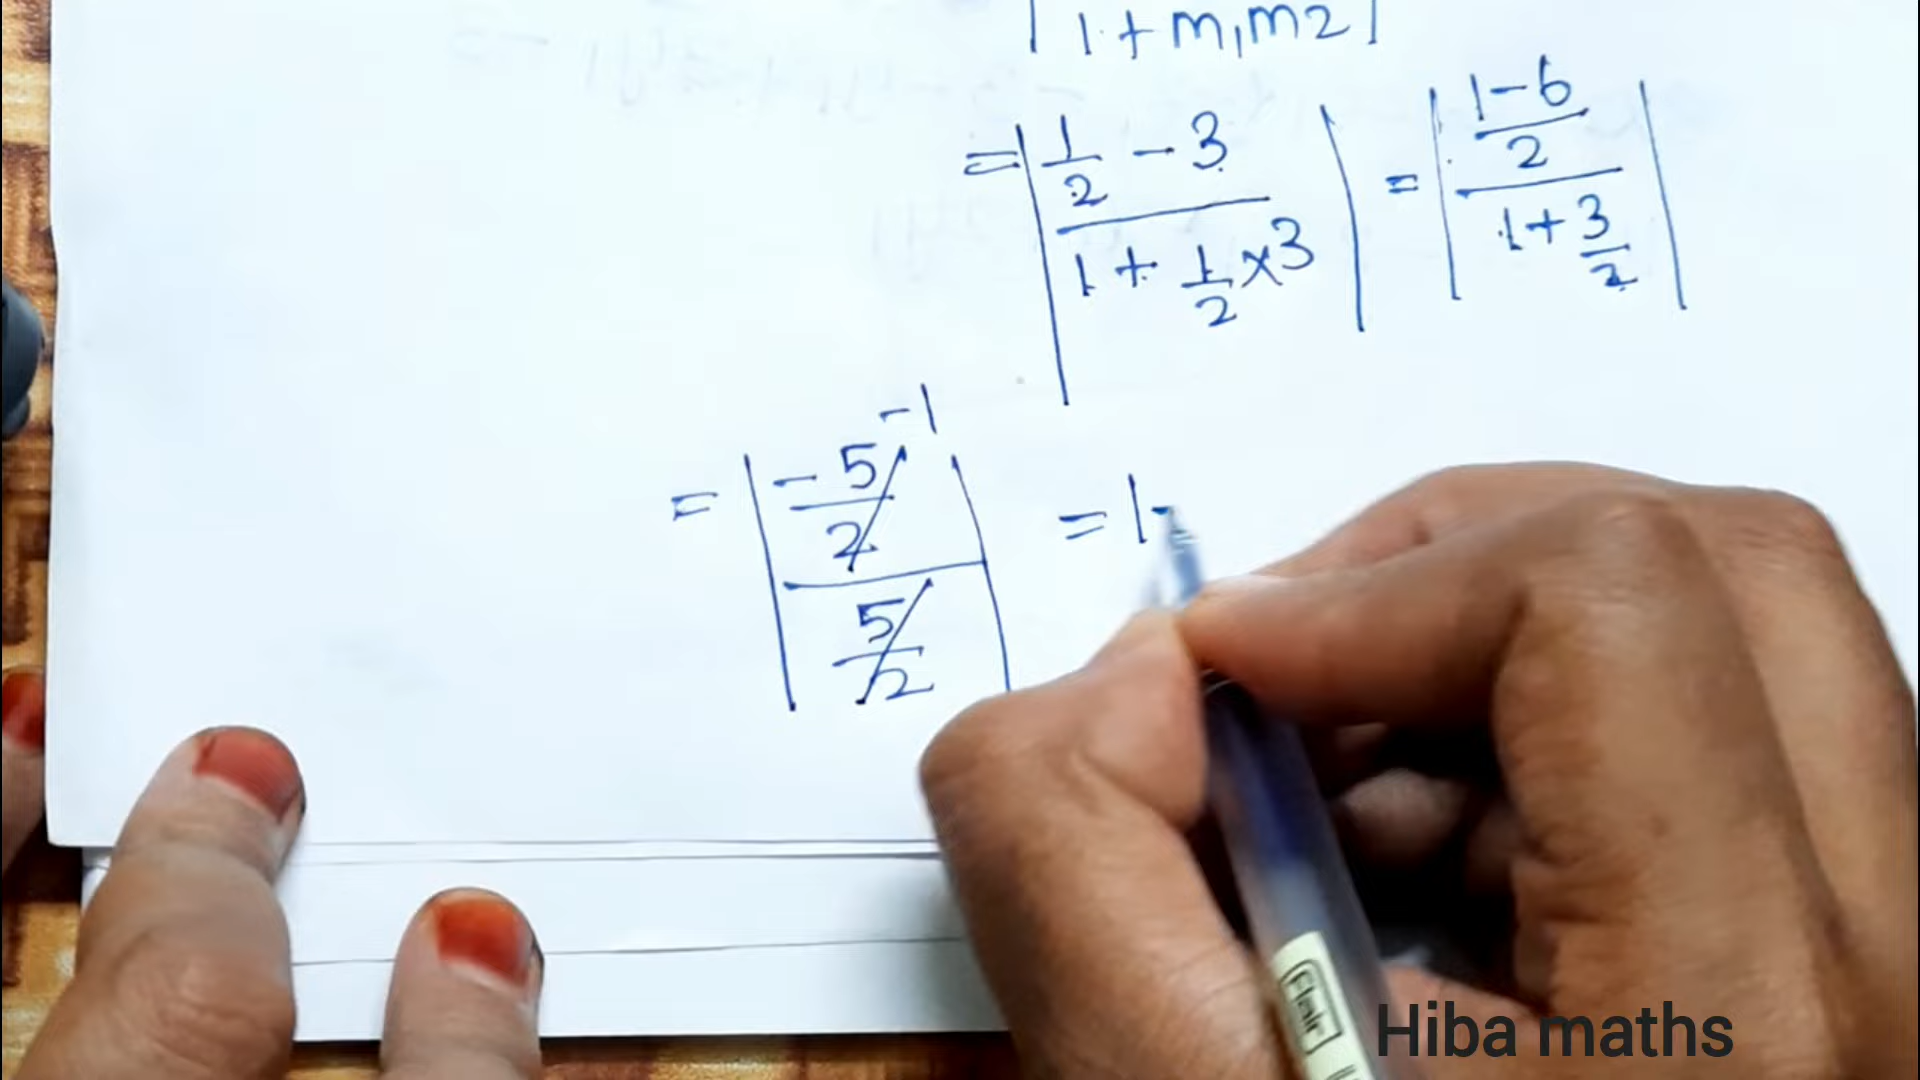 | 1 + m1m2 |
= | (1/2 - 3) / (1 + 1/2 × 3) | = | ((1 - 6)/2) / (1 + 3/2) |
= | (-5/2) / (5/2) | -1 = | -
Flair
Hiba maths